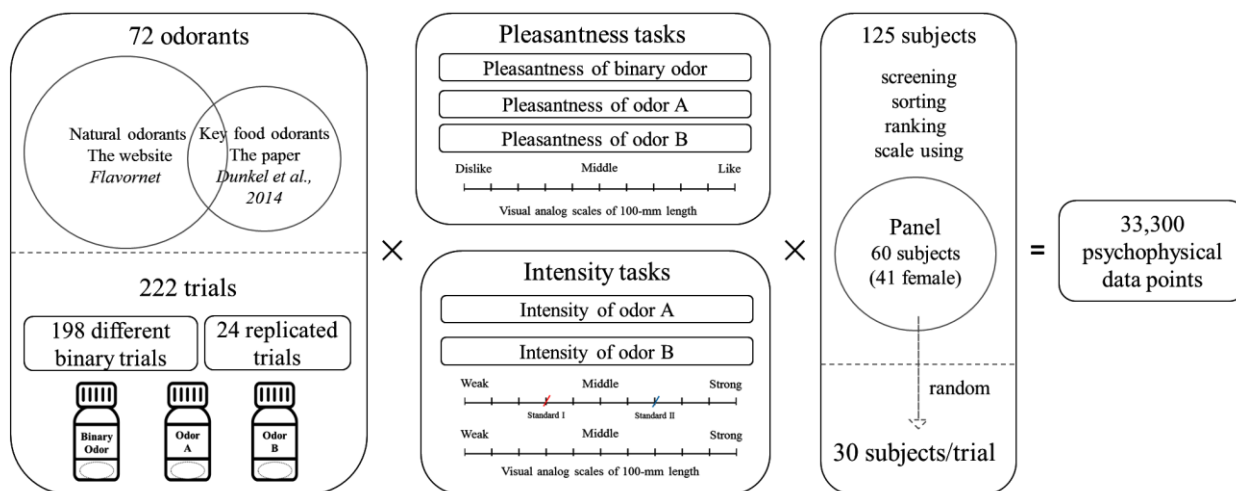 72 odorants
Natural odorants
The website
Flavornet
Key food odorants
The paper
Dunkel et al.,
2014
222 trials
198 different
binary trials
24 replicated
trials
Binary
Odor
Odor
A
Odor
B
×
Pleasantness tasks
Pleasantness of binary odor
Pleasantness of odor A
Pleasantness of odor B
Dislike Middle Like
Visual analog scales of 100-mm length
Intensity tasks
Intensity of odor A
Intensity of odor B
Weak Middle Strong
Standard I Standard II
Weak Middle Strong
Visual analog scales of 100-mm length
×
125 subjects
screening
sorting
ranking
scale using
Panel
60 subjects
(41 female)
random
30 subjects/trial
=
33,300
psychophysical
data points